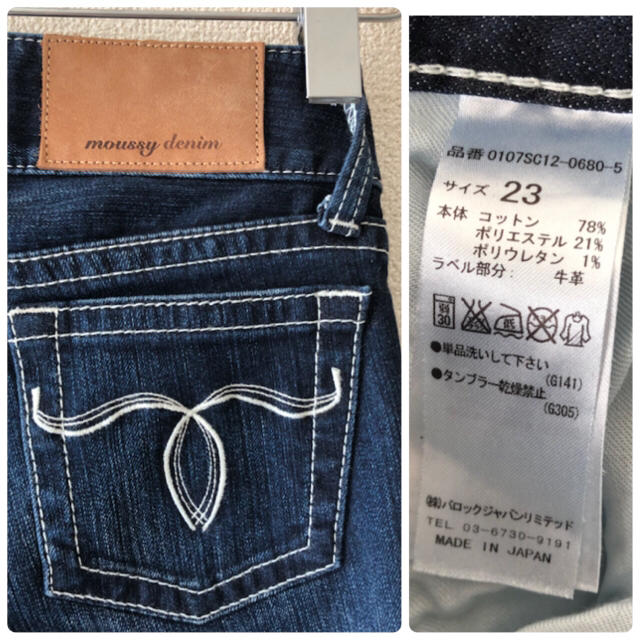 moussy denim
品番 0107SC12-0680-5
サイズ 23
本体 コットン 78%
ポリエステル 21%
ポリウレタン 1%
ラベル部分: 牛革
別 30 低
●単品洗いして下さい
(G141)
●タンブラー乾燥禁止
(G305)
㈱バロックジャパンリミテッド
TEL 03-6730-9191
MADE IN JAPAN